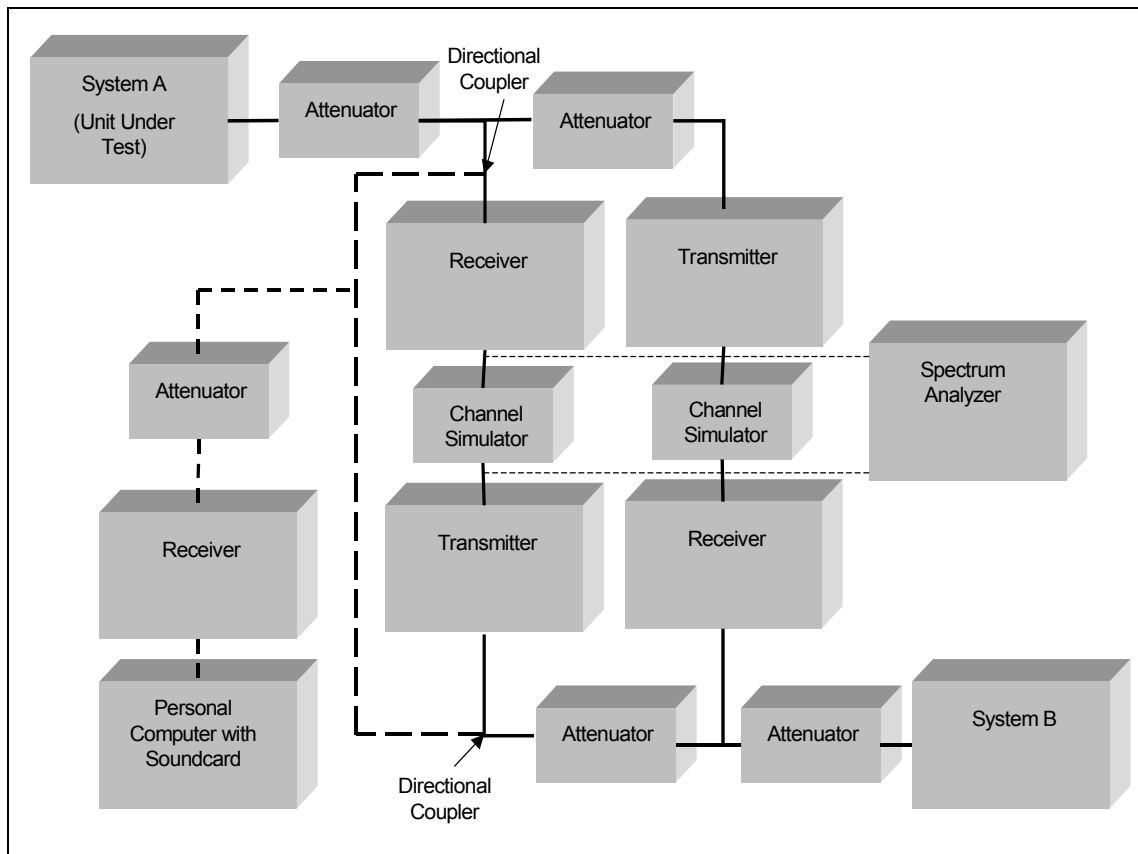 Directional
Coupler
System A
(Unit Under
Test)
Attenuator
Attenuator
Receiver
Transmitter
Attenuator
Channel
Simulator
Channel
Simulator
Spectrum
Analyzer
Receiver
Transmitter
Receiver
Personal
Computer with
Soundcard
Attenuator
Attenuator
System B
Directional
Coupler